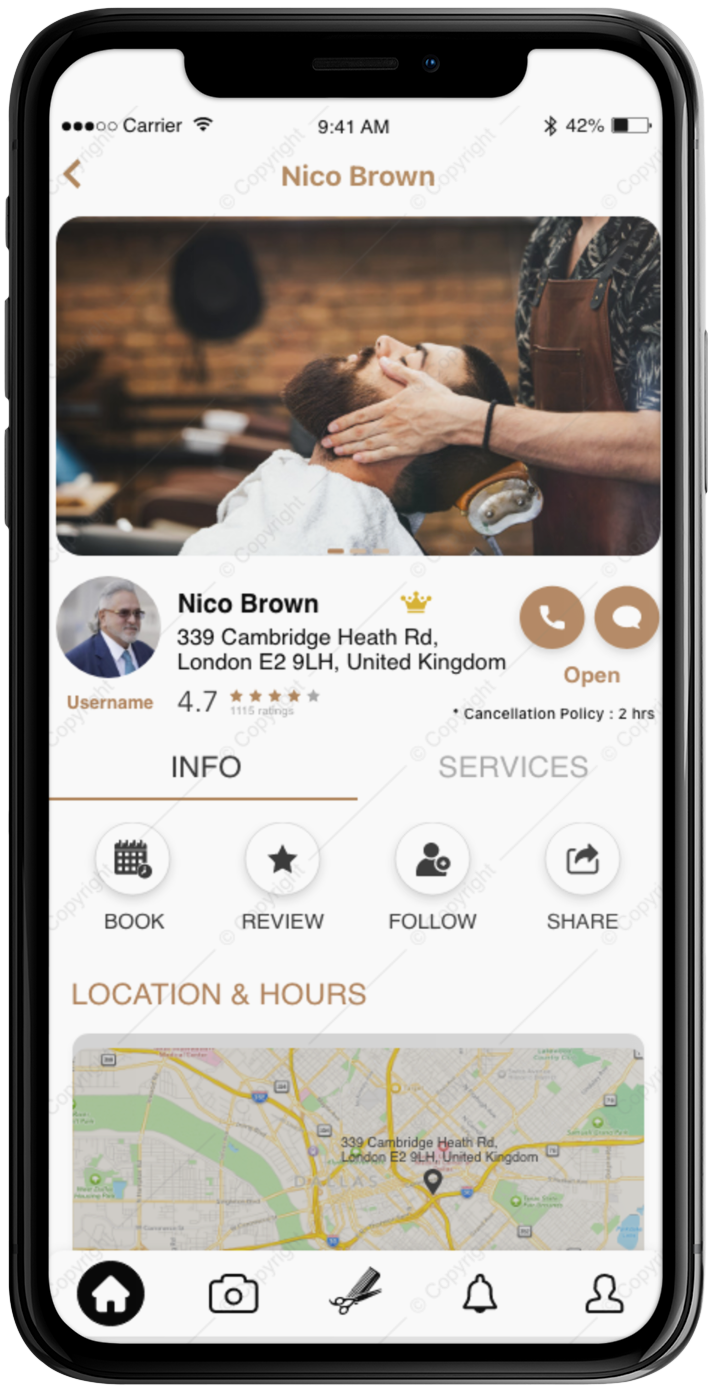 Carrier
9:41 AM
42%
Nico Brown
Nico Brown
339 Cambridge Heath Rd,
London E2 9LH, United Kingdom
Open
Username
4.7
1115 ratings
* Cancellation Policy : 2 hrs
INFO
SERVICES
BOOK
REVIEW
FOLLOW
SHARE
LOCATION & HOURS
339 Cambridge Heath Rd,
London E2 9LH, United Kingdom
DALLAS
© Copyright